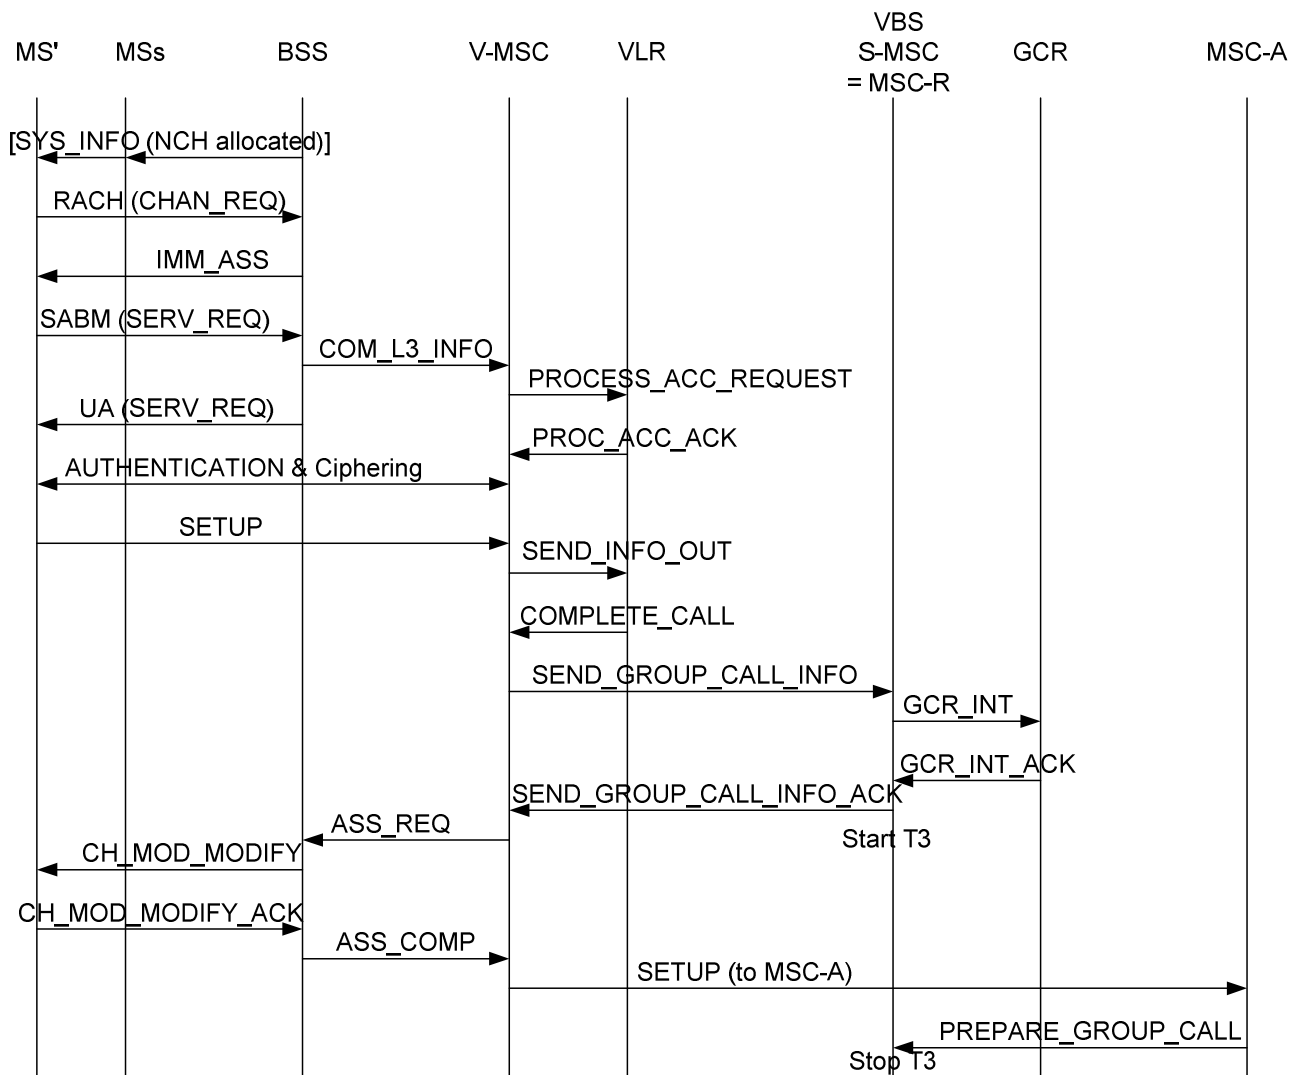 MS'
MSs
BSS
V-MSC
VLR
VBS
S-MSC
= MSC-R
GCR
MSC-A
[SYS_INFO (NCH allocated)]
RACH (CHAN_REQ)
IMM_ASS
SABM (SERV_REQ)
COM_L3_INFO
PROCESS_ACC_REQUEST
UA (SERV_REQ)
PROC_ACC_ACK
AUTHENTICATION & Ciphering
SETUP
SEND_INFO_OUT
COMPLETE_CALL
SEND_GROUP_CALL_INFO
GCR_INT
GCR_INT_ACK
SEND_GROUP_CALL_INFO_ACK
ASS_REQ
Start T3
CH_MOD_MODIFY
CH_MOD_MODIFY_ACK
ASS_COMP
SETUP (to MSC-A)
PREPARE_GROUP_CALL
Stop T3